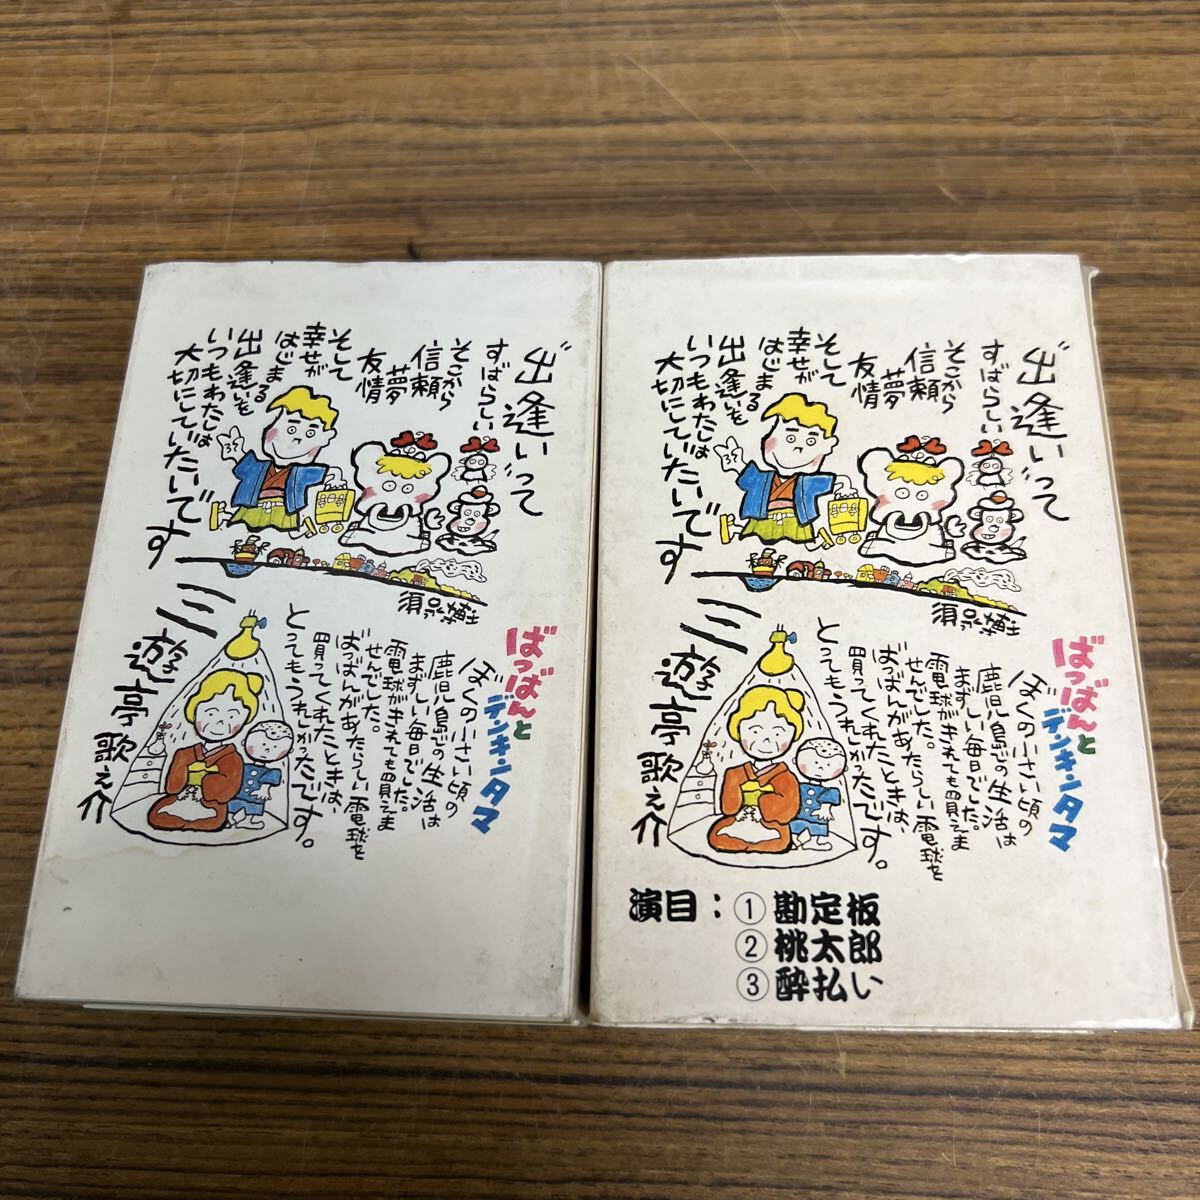 “出逢い”って
すばらしい
そこから
信頼
夢
友情
そして
幸せが
はじまる
出逢いを
いつもわたしは
大切にしていたいです
三遊亭歌之介
ばっばんと
デンキンタマ
ぼくの小さい頃の
鹿児島での生活は
まずしい毎日でした。
電球がきれても買えま
せんでした。
ばっばんがあたらしい電球を
買ってくれたときは、
とってもうれしかったです。
“出逢い”って
すばらしい
そこから
信頼
夢
友情
そして
幸せが
はじまる
出逢いを
いつもわたしは
大切にしていたいです
三遊亭歌之介
ばっばんと
デンキンタマ
ぼくの小さい頃の
鹿児島での生活は
まずしい毎日でした。
電球がきれても買えま
せんでした。
ばっばんがあたらしい電球を
買ってくれたときは、
とってもうれしかったです。
演目：①勘定板
②桃太郎
③酔払い